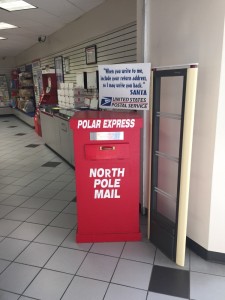 "When you write to me,
include your return address, too,
so I may write you back."
SANTA
UNITED STATES
POSTAL SERVICE
POLAR EXPRESS
NORTH
POLE
MAIL